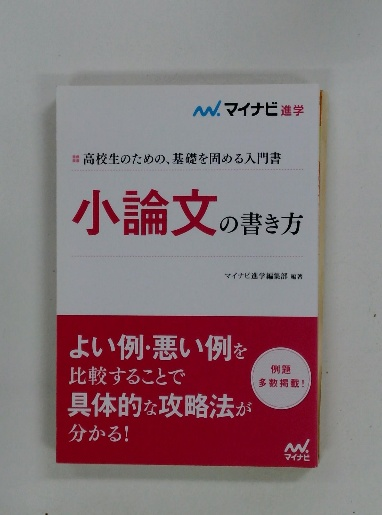 マイナビ進学
高校生のための、基礎を固める入門書
小論文の書き方
マイナビ進学編集部 編著
よい例・悪い例を
比較することで
具体的な攻略法が
分かる!
例題
多数掲載!
マイナビ